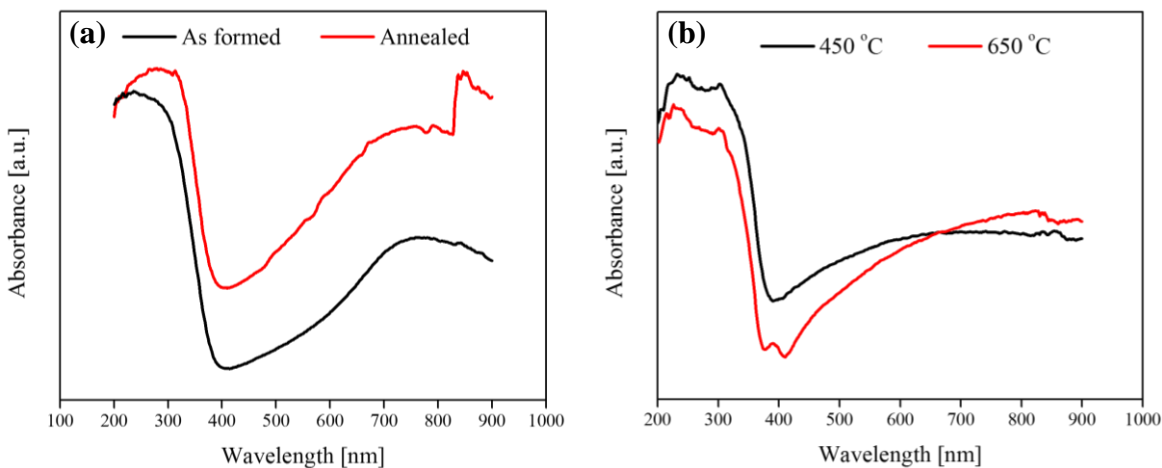 (a) As formed Annealed
Absorbance [a.u.]
100 200 300 400 500 600 700 800 900 1000
Wavelength [nm]
(b) 450 °C 650 °C
Absorbance [a.u.]
200 300 400 500 600 700 800 900 1000
Wavelength [nm]